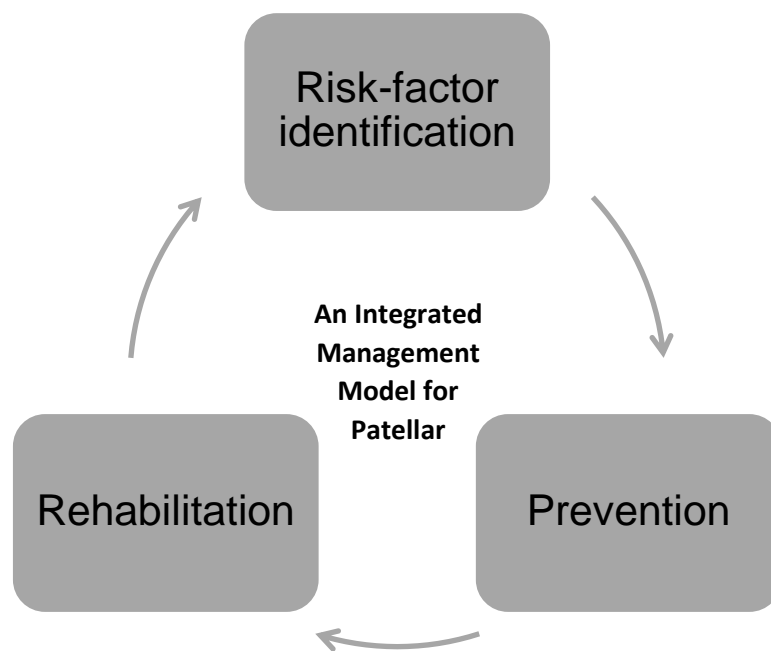 Risk-factor
identification
An Integrated
Management
Model for
Patellar
Rehabilitation
Prevention